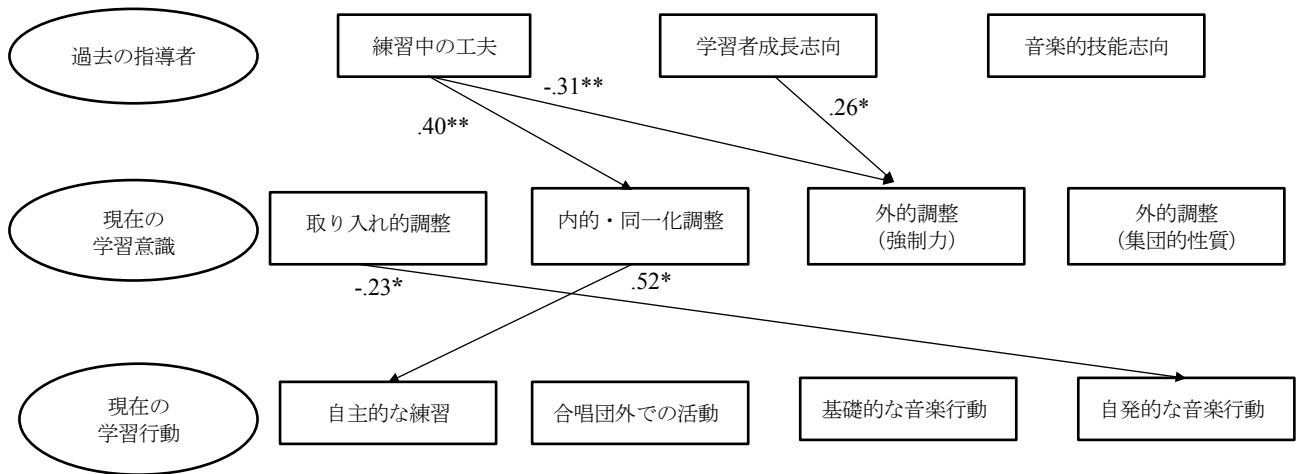 過去の指導者
練習中の工夫
学習者成長志向
音楽的技能志向
-.31**
.26*
.40**
現在の
学習意識
取り入れ的調整
内的・同一化調整
外的調整
（強制力）
外的調整
（集団的性質）
-.23*
.52*
現在の
学習行動
自主的な練習
合唱団外での活動
基礎的な音楽行動
自発的な音楽行動